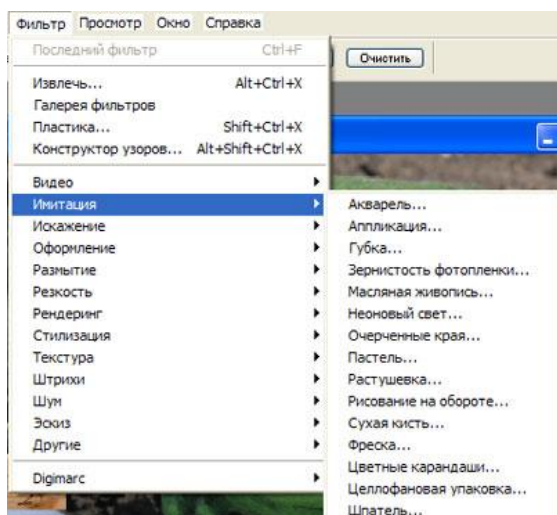 Фильтр Просмотр Окно Справка
Последний фильтр Ctrl+F
Очистить
Извлечь... Alt+Ctrl+X
Галерея фильтров
Пластика... Shift+Ctrl+X
Конструктор узоров... Alt+Shift+Ctrl+X
Видео
Имитация
Искажение
Оформление
Размытие
Резкость
Рендеринг
Стилизация
Текстура
Штрихи
Шум
Эскиз
Другие
Digimarc
Акварель...
Аппликация...
Губка...
Зернистость фотопленки...
Масляная живопись...
Неоновый свет...
Очерченные края...
Пастель...
Растушевка...
Рисование на обороте...
Сухая кисть...
Фреска...
Цветные карандаши...
Целлофановая упаковка...
Шпатель...